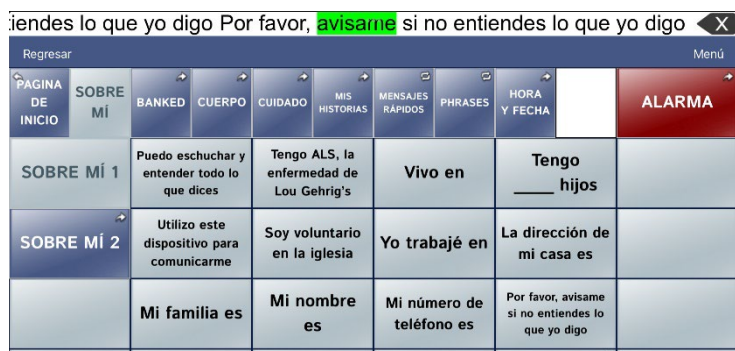 iendes lo que yo digo Por favor, avisame si no entiendes lo que yo digo X
Regresar Menú
PAGINA
DE
INICIO
SOBRE
MÍ
BANKED
CUERPO
CUIDADO
MIS
HISTORIAS
MENSAJES
RÁPIDOS
PHRASES
HORA
Y FECHA
ALARMA
SOBRE MÍ 1
Puedo eschuchar y
entender todo lo
que dices
Tengo ALS, la
enfermedad de
Lou Gehrig's
Vivo en
Tengo
____ hijos
SOBRE MÍ 2
Utilizo este
dispositivo para
comunicarme
Soy voluntario
en la iglesia
Yo trabajé en
La dirección de
mi casa es
Mi familia es
Mi nombre
es
Mi número de
teléfono es
Por favor, avisame
si no entiendes lo
que yo digo